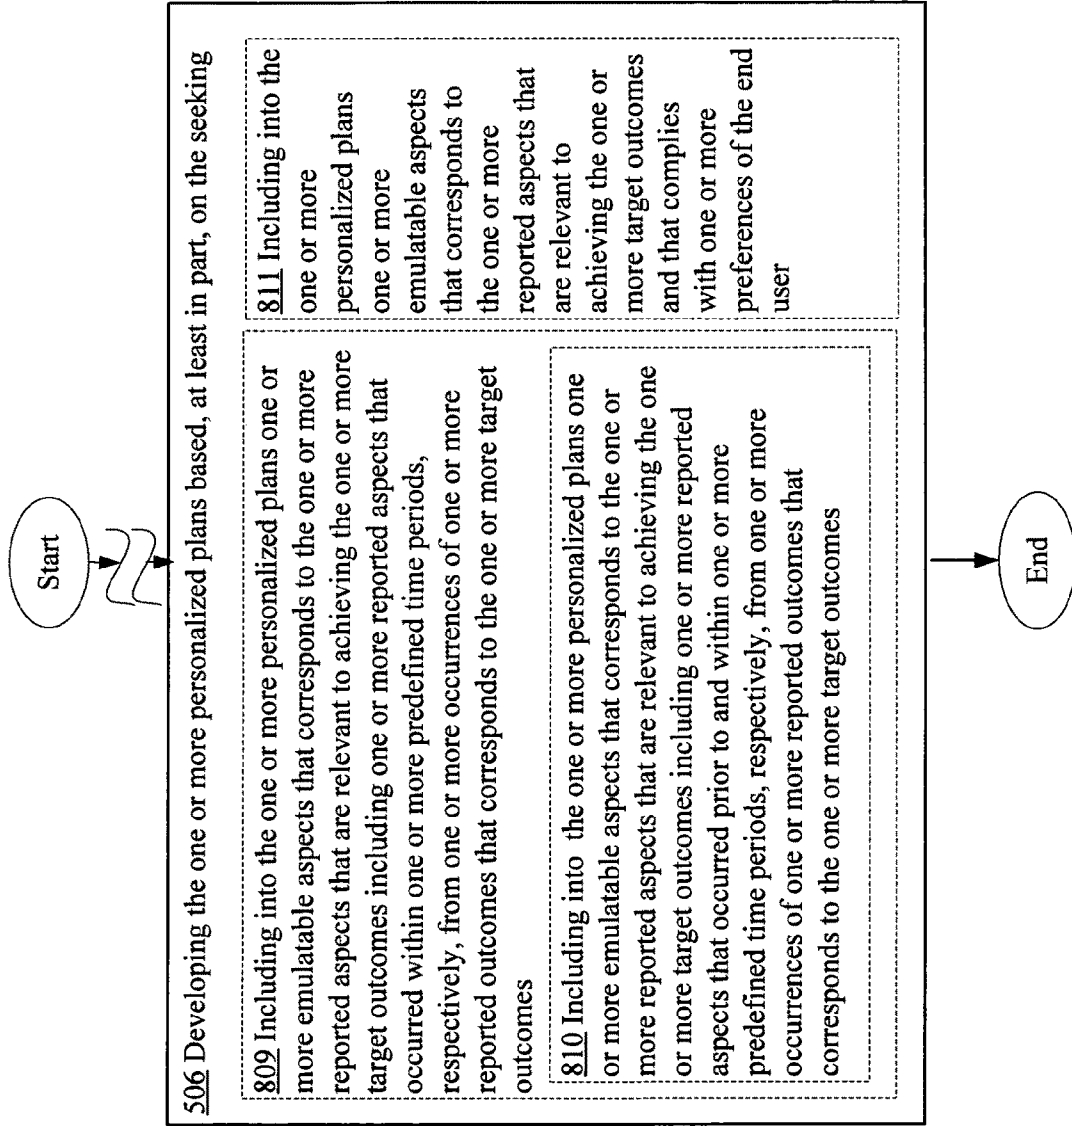 Start
506 Developing the one or more personalized plans based, at least in part, on the seeking
809 Including into the one or more personalized plans one or
more emulatable aspects that corresponds to the one or more
reported aspects that are relevant to achieving the one or more
target outcomes including one or more reported aspects that
occurred within one or more predefined time periods,
respectively, from one or more occurrences of one or more
reported outcomes that corresponds to the one or more target
outcomes
810 Including into the one or more personalized plans one
or more emulatable aspects that corresponds to the one or
more reported aspects that are relevant to achieving the one
or more target outcomes including one or more reported
aspects that occurred prior to and within one or more
predefined time periods, respectively, from one or more
occurrences of one or more reported outcomes that
corresponds to the one or more target outcomes
811 Including into the
one or more
personalized plans
one or more
emulatable aspects
that corresponds to
the one or more
reported aspects that
are relevant to
achieving the one or
more target outcomes
and that complies
with one or more
preferences of the end
user
End